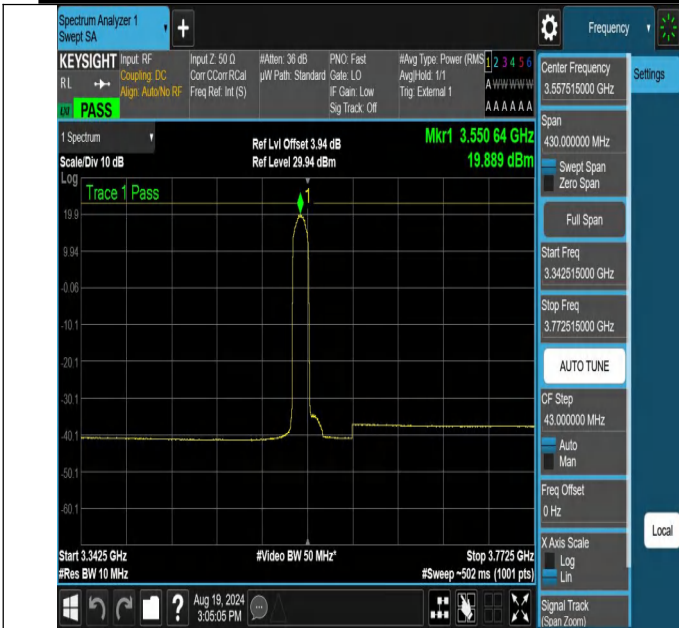 Spectrum Analyzer 1
Swept SA
Frequency
KEYSIGHT
Input: RF
Coupling: DC
Align: Auto/No RF
Input Z: 50 Ω
Corr CCorr RCal
Freq Ref: Int (S)
#Atten: 36 dB
µW Path: Standard
PNO: Fast
Gate: LO
IF Gain: Low
Sig Track: Off
#Avg Type: Power (RMS
Avg|Hold: 1/1
Trig: External 1
1 2 3 4 5 6
A W W W W W
A A A A A A
R L
PASS
1 Spectrum
Scale/Div 10 dB
Ref Lvl Offset 3.94 dB
Ref Level 29.94 dBm
Mkr1 3.550 64 GHz
19.889 dBm
Log
Trace 1 Pass
1
19.9
9.94
-0.06
-10.1
-20.1
-30.1
-40.1
-50.1
-60.1
Start 3.3425 GHz
#Res BW 10 MHz
#Video BW 50 MHz*
Stop 3.7725 GHz
#Sweep ~502 ms (1001 pts)
Aug 19, 2024
3:05:05 PM
Center Frequency
3.557515000 GHz
Settings
Span
430.000000 MHz
Swept Span
Zero Span
Full Span
Start Freq
3.342515000 GHz
Stop Freq
3.772515000 GHz
AUTO TUNE
CF Step
43.000000 MHz
Auto
Man
Freq Offset
0 Hz
X Axis Scale
Log
Lin
Local
Signal Track
(Span Zoom)